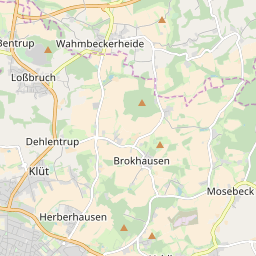 Bentrup
Wahmbeckerheide
Loßbruch
Dehlentrup
Brokhausen
Klüt
Mosebeck
Herberhausen